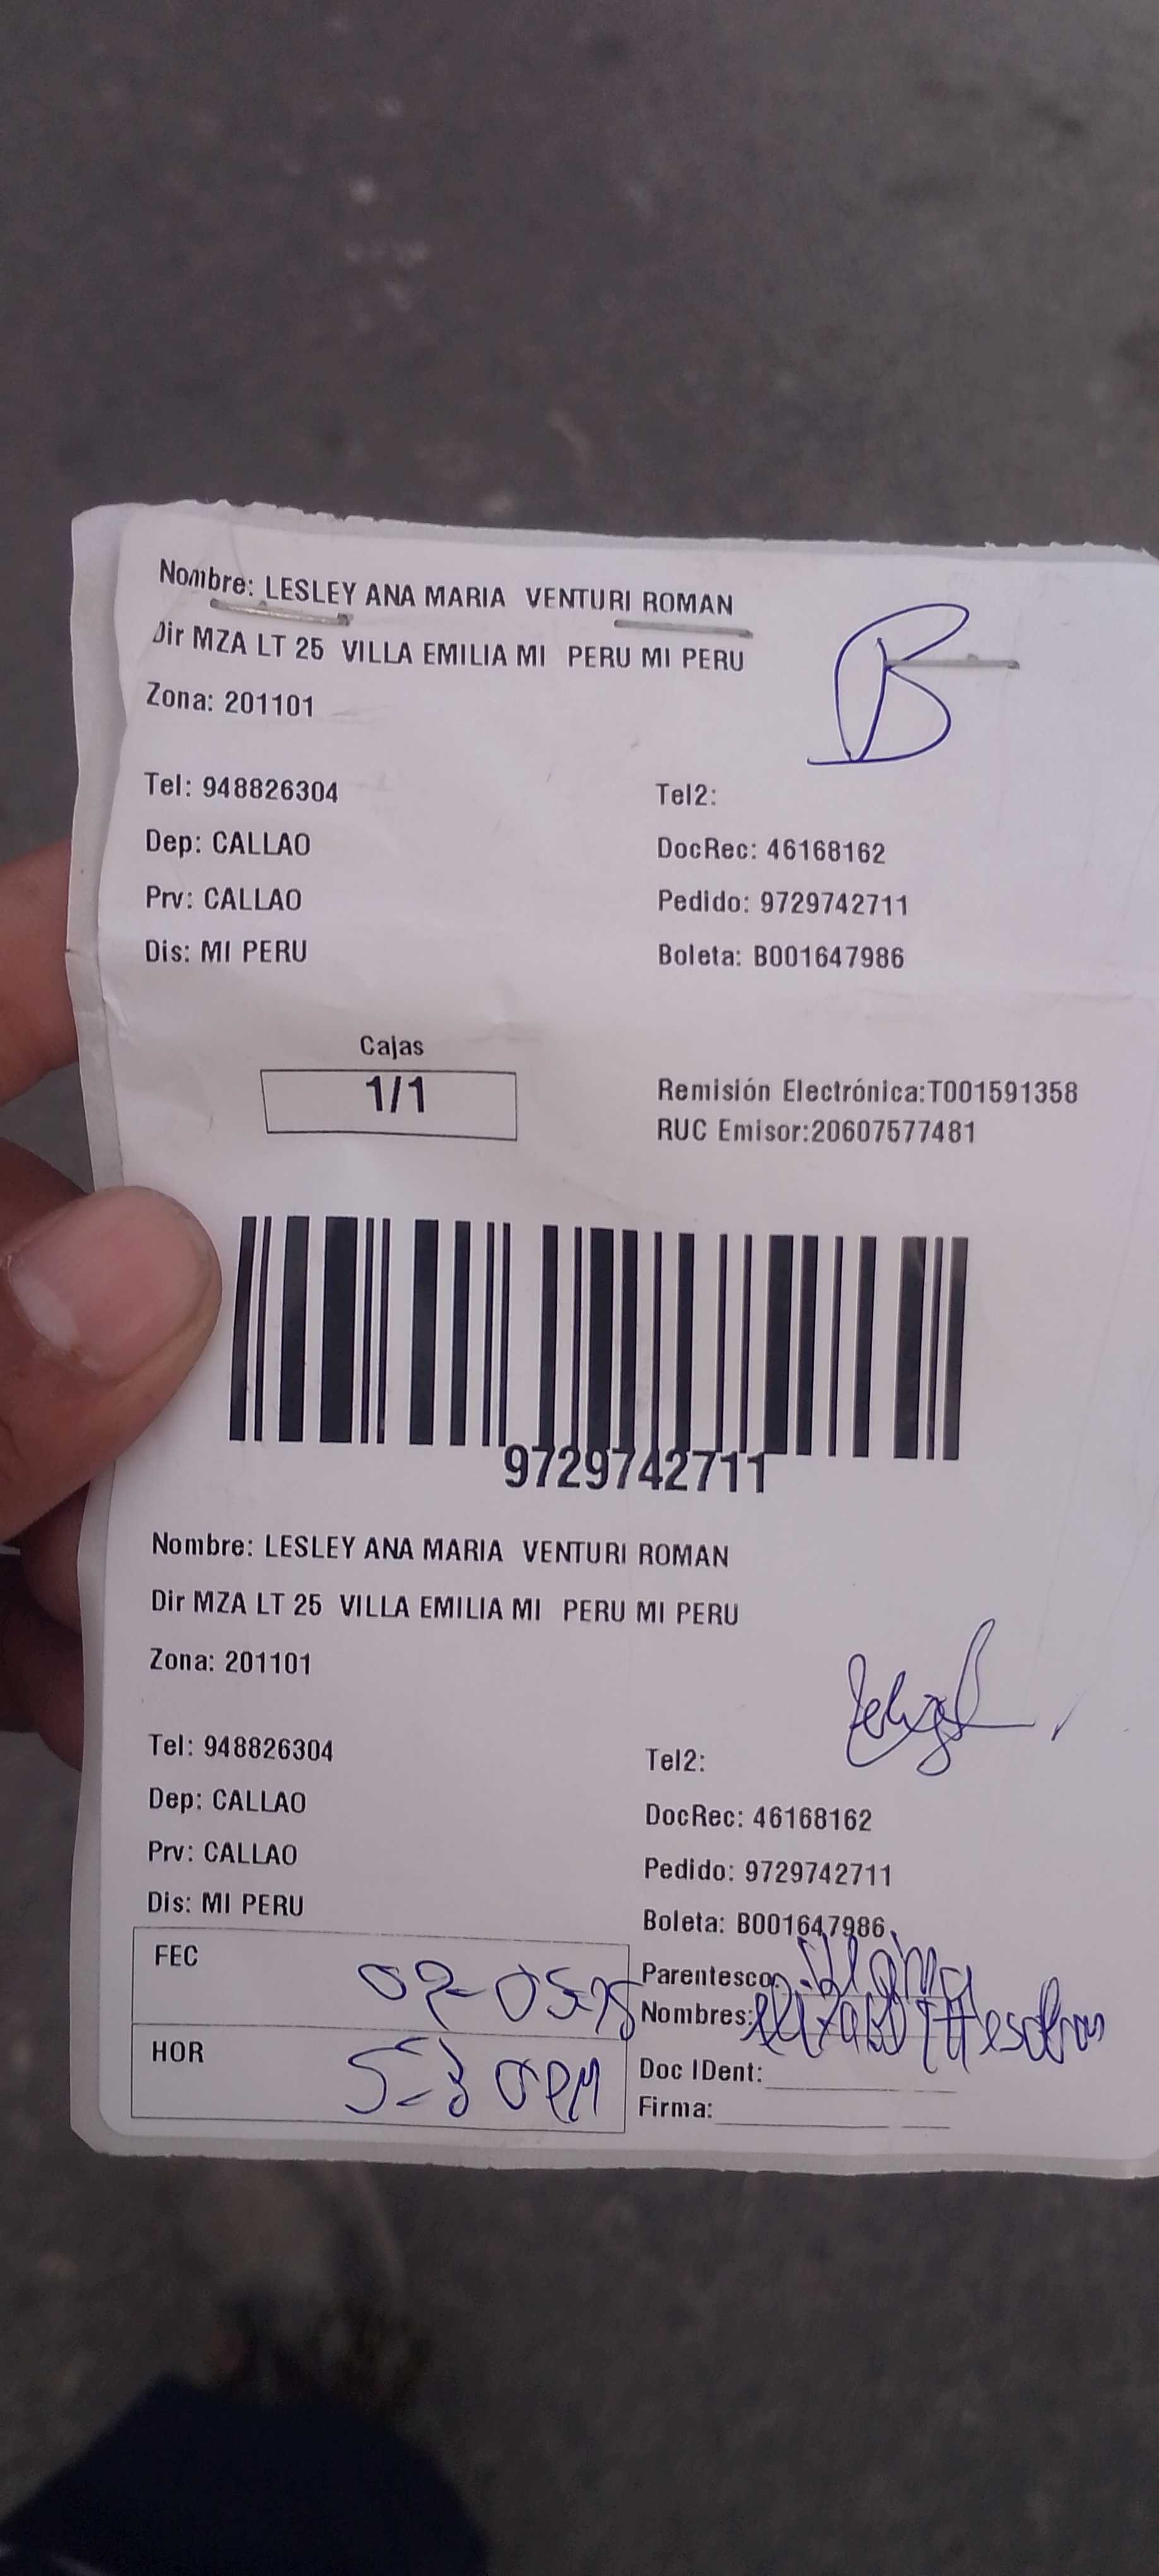 Nombre: LESLEY ANA MARIA VENTURI ROMAN
Dir MZA LT 25 VILLA EMILIA MI PERU MI PERU
Zona: 201101
Tel: 948826304 Tel2:
Dep: CALLAO DocRec: 46168162
Prv: CALLAO Pedido: 9729742711
Dis: MI PERU Boleta: B001647986
Cajas
1/1
Remisión Electrónica:T001591358
RUC Emisor:20607577481
9729742711
Nombre: LESLEY ANA MARIA VENTURI ROMAN
Dir MZA LT 25 VILLA EMILIA MI PERU MI PERU
Zona: 201101
Tel: 948826304 Tel2:
Dep: CALLAO DocRec: 46168162
Prv: CALLAO Pedido: 9729742711
Dis: MI PERU Boleta: B001647986
FEC Parentesco:
Nombres:
HOR Doc IDent:
Firma: